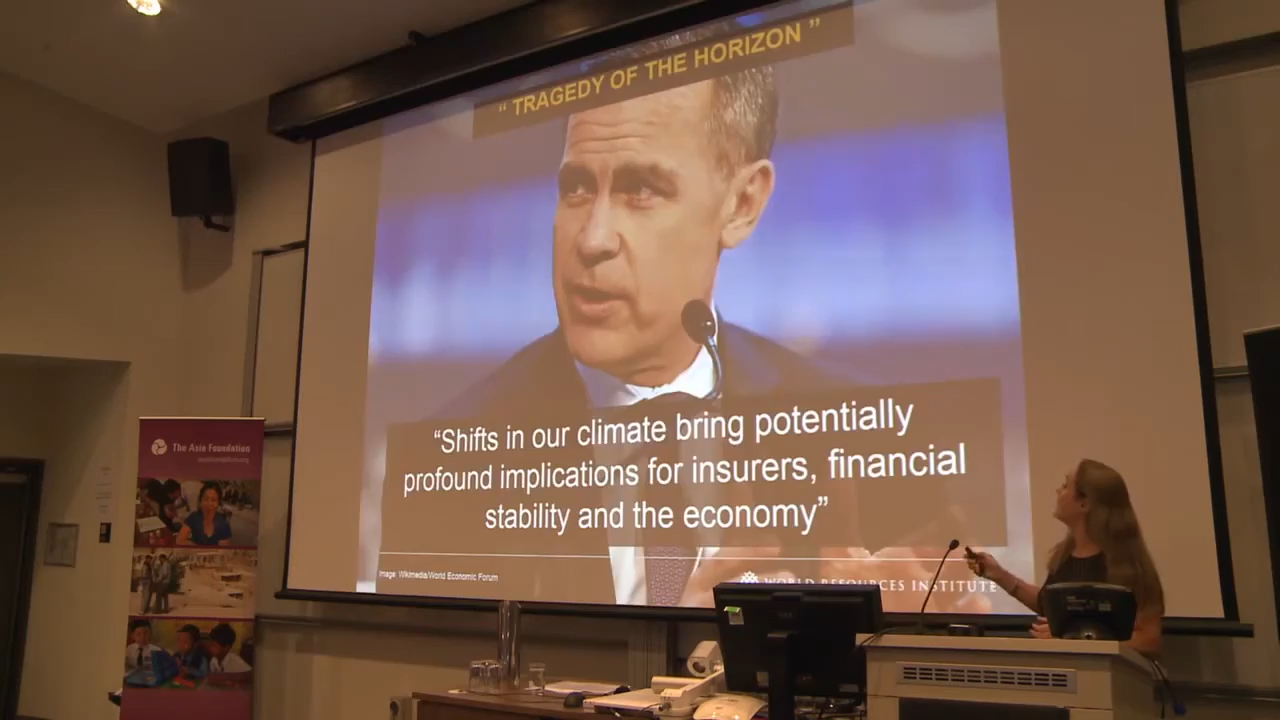 “ TRAGEDY OF THE HORIZON ”
“Shifts in our climate bring potentially
profound implications for insurers, financial
stability and the economy”
Image: Wikimedia/World Economic Forum
WORLD RESOURCES INSTITUTE
The Asia Foundation